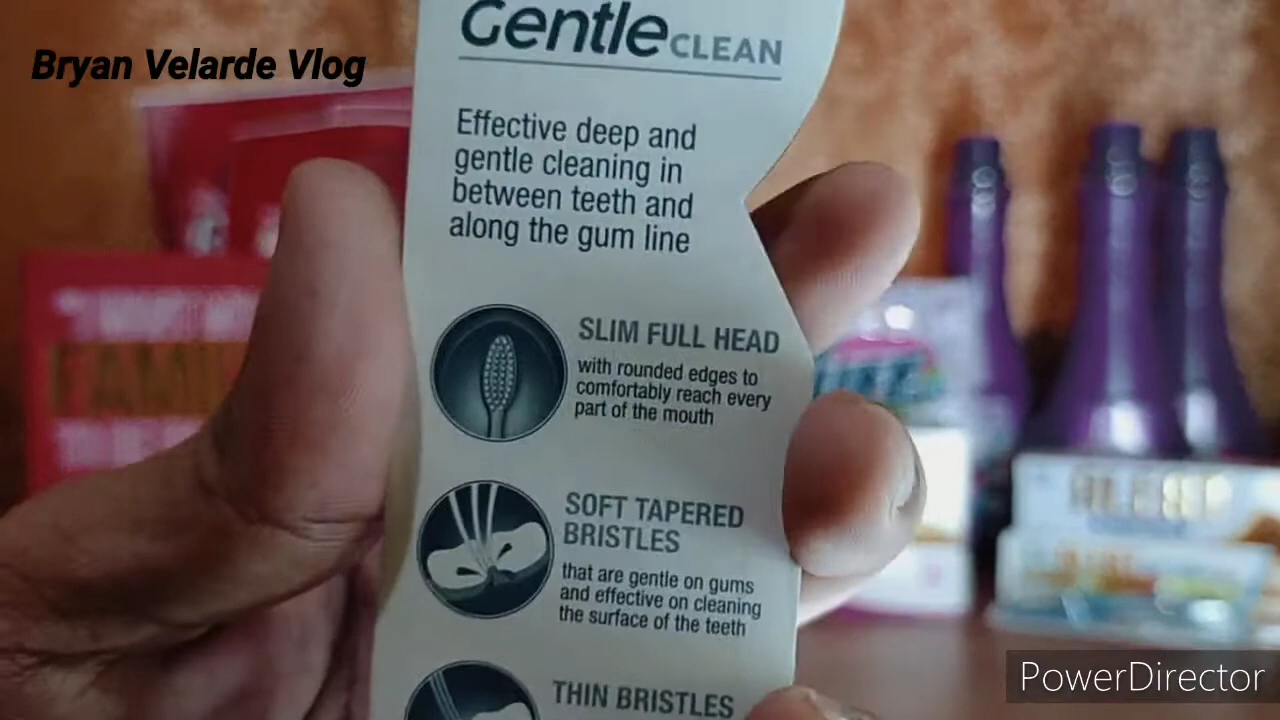 Bryan Velarde Vlog
Gentle CLEAN
Effective deep and
gentle cleaning in
between teeth and
along the gum line
SLIM FULL HEAD
with rounded edges to
comfortably reach every
part of the mouth
SOFT TAPERED
BRISTLES
that are gentle on gums
and effective on cleaning
the surface of the teeth
THIN BRISTLES
PowerDirector